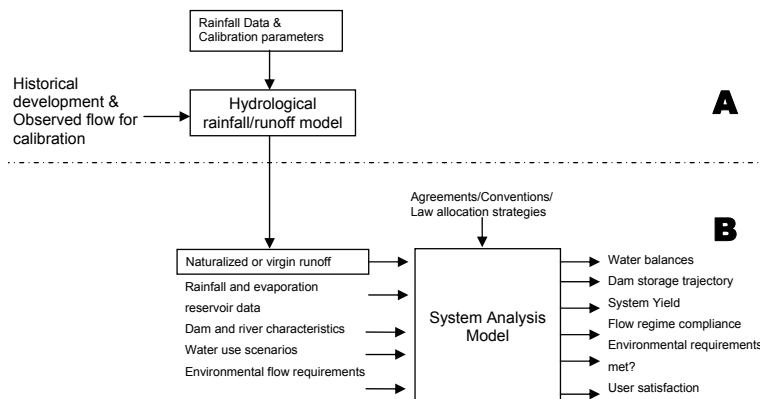 Rainfall Data &
Calibration parameters
Historical
development &
Observed flow for
calibration
Hydrological
rainfall/runoff model
A
Agreements/Conventions/
Law allocation strategies
B
Naturalized or virgin runoff
Rainfall and evaporation
reservoir data
Dam and river characteristics
Water use scenarios
Environmental flow requirements
System Analysis
Model
Water balances
Dam storage trajectory
System Yield
Flow regime compliance
Environmental requirements
met?
User satisfaction